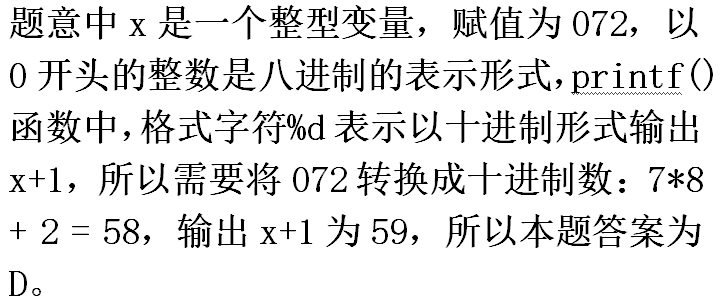 题意中 x 是一个整型变量，赋值为 072，以
0 开头的整数是八进制的表示形式,printf()
函数中,格式字符%d 表示以十进制形式输出
x+1，所以需要将 072 转换成十进制数：7*8
+ 2 = 58，输出 x+1 为 59，所以本题答案为
D。